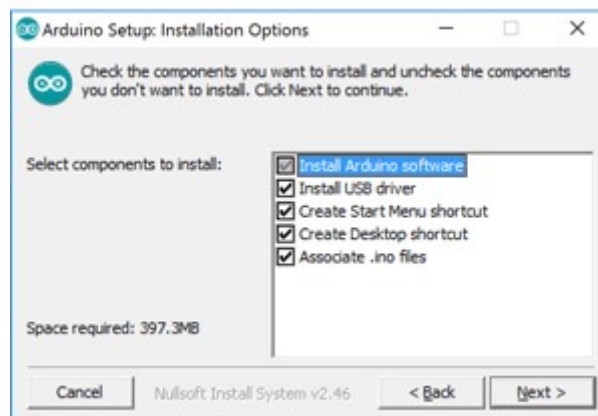 Arduino Setup: Installation Options
Check the components you want to install and uncheck the components
you don't want to install. Click Next to continue.
Select components to install:
Install Arduino software
Install USB driver
Create Start Menu shortcut
Create Desktop shortcut
Associate .ino files
Space required: 397.3MB
Cancel
Nullsoft Install System v2.46
< Back
Next >